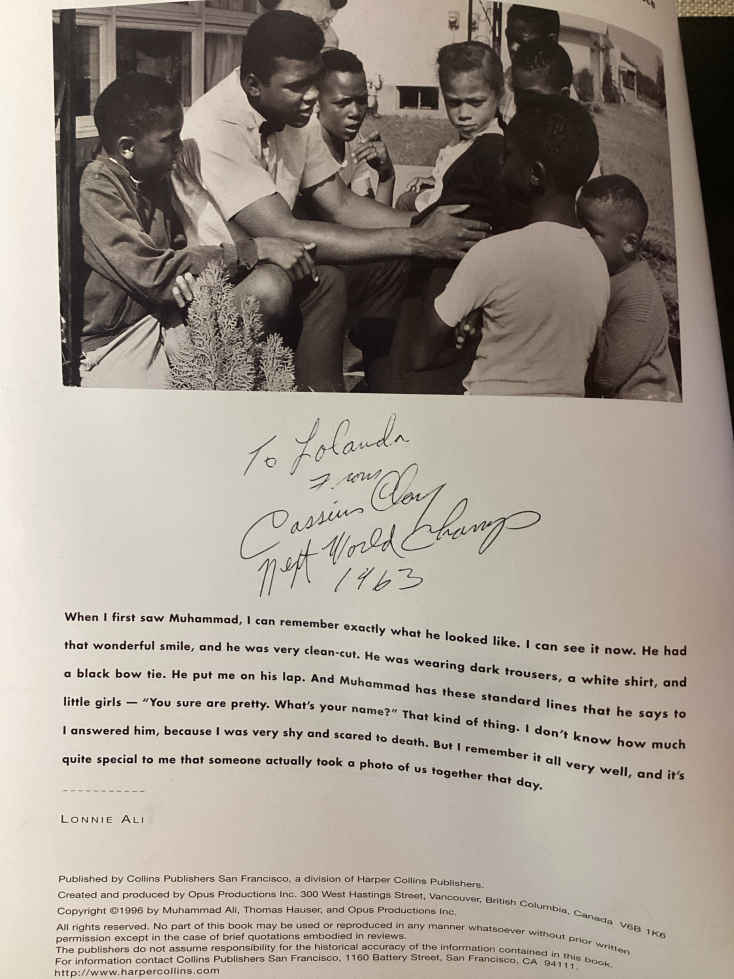 To Lolanda
From
Cassius Clay
Next World Champ
1963
When I first saw Muhammad, I can remember exactly what he looked like. I can see it now. He had
that wonderful smile, and he was very clean-cut. He was wearing dark trousers, a white shirt, and
a black bow tie. He put me on his lap. And Muhammad has these standard lines that he says to
little girls — “You sure are pretty. What’s your name?” That kind of thing. I don’t know how much
I answered him, because I was very shy and scared to death. But I remember it all very well, and it’s
quite special to me that someone actually took a photo of us together that day.
LONNIE ALI
Published by Collins Publishers San Francisco, a division of Harper Collins Publishers.
Created and produced by Opus Productions Inc. 300 West Hastings Street, Vancouver, British Columbia, Canada V6B 1K6
Copyright ©1996 by Muhammad Ali, Thomas Hauser, and Opus Productions Inc.
All rights reserved. No part of this book may be used or reproduced in any manner whatsoever without prior written
permission except in the case of brief quotations embodied in reviews.
The publishers do not assume responsibility for the historical accuracy of the information contained in this book.
For information contact Collins Publishers San Francisco, 1160 Battery Street, San Francisco, CA 94111.
http://www.harpercollins.com